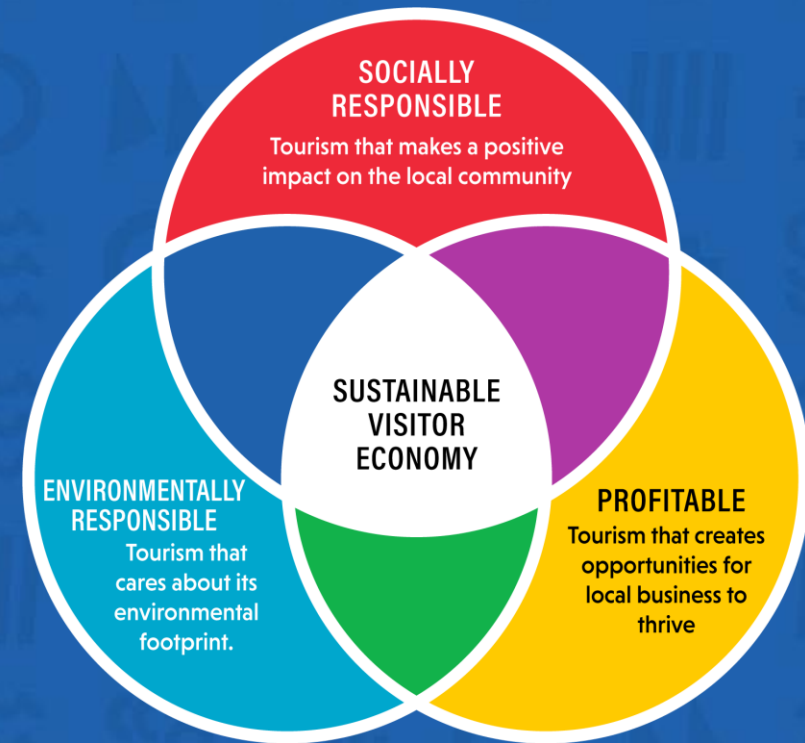 SOCIALLY
RESPONSIBLE
Tourism that makes a positive
impact on the local community
SUSTAINABLE
VISITOR
ECONOMY
ENVIRONMENTALLY
RESPONSIBLE
Tourism that
cares about its
environmental
footprint.
PROFITABLE
Tourism that creates
opportunities for
local business to
thrive